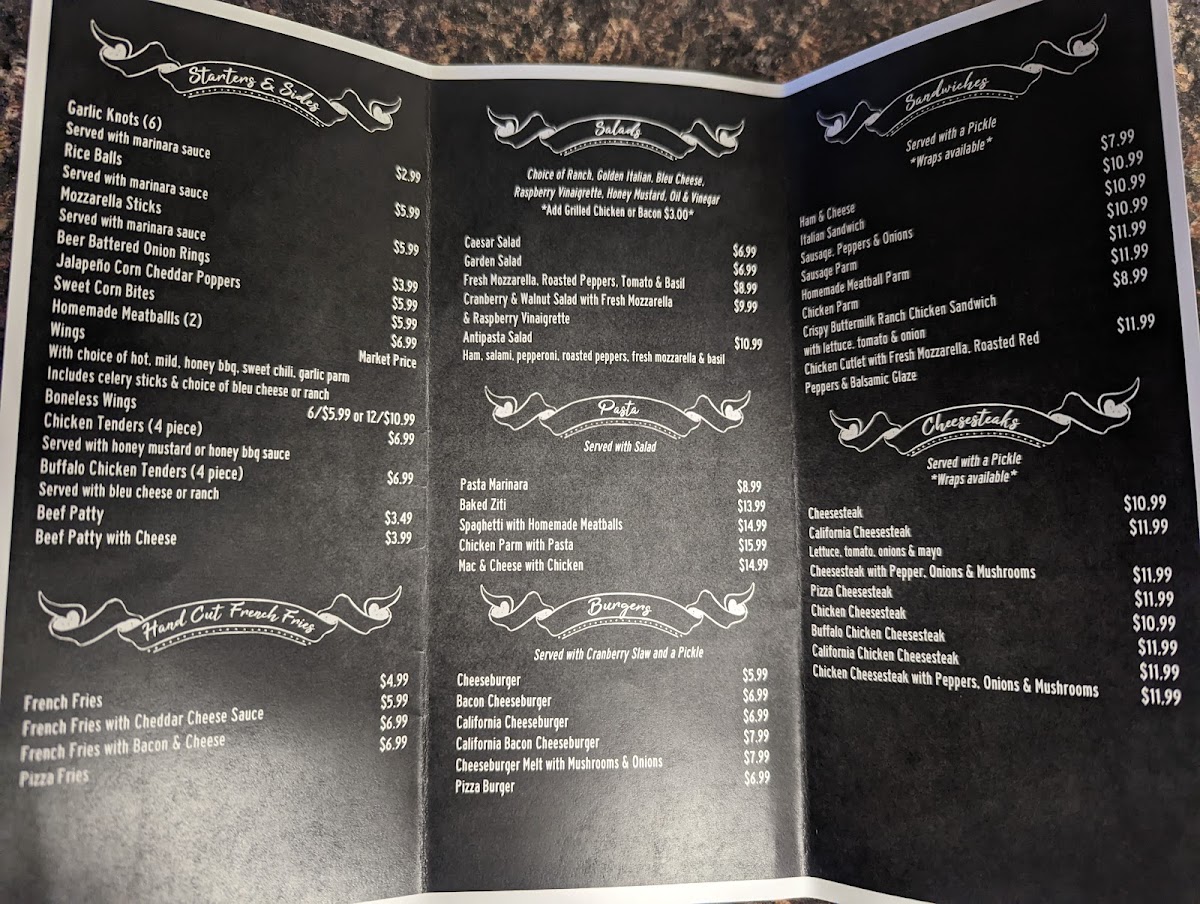 Starters & Sides
Garlic Knots (6)
Served with marinara sauce $2.99
Rice Balls
Served with marinara sauce $5.99
Mozzarella Sticks
Served with marinara sauce $5.99
Beer Battered Onion Rings $3.99
Jalapeño Corn Cheddar Poppers $5.99
Sweet Corn Bites $5.99
Homemade Meatballls (2) $6.99
Wings Market Price
With choice of hot, mild, honey bbq, sweet chili, garlic parm
Includes celery sticks & choice of bleu cheese or ranch
Boneless Wings 6/$5.99 or 12/$10.99
Chicken Tenders (4 piece) $6.99
Served with honey mustard or honey bbq sauce
Buffalo Chicken Tenders (4 piece) $6.99
Served with bleu cheese or ranch
Beef Patty $3.49
Beef Patty with Cheese $3.99
Hand Cut French Fries
French Fries $4.99
French Fries with Cheddar Cheese Sauce $5.99
French Fries with Bacon & Cheese $6.99
Pizza Fries $6.99
Salads
Choice of Ranch, Golden Italian, Bleu Cheese,
Raspberry Vinaigrette, Honey Mustard, Oil & Vinegar
*Add Grilled Chicken or Bacon $3.00*
Caesar Salad $6.99
Garden Salad $6.99
Fresh Mozzarella, Roasted Peppers, Tomato & Basil $8.99
Cranberry & Walnut Salad with Fresh Mozzarella $9.99
& Raspberry Vinaigrette
Antipasta Salad $10.99
Ham, salami, pepperoni, roasted peppers, fresh mozzarella & basil
Pasta
Served with Salad
Pasta Marinara $8.99
Baked Ziti $13.99
Spaghetti with Homemade Meatballs $14.99
Chicken Parm with Pasta $15.99
Mac & Cheese with Chicken $14.99
Burgers
Served with Cranberry Slaw and a Pickle
Cheeseburger $5.99
Bacon Cheeseburger $6.99
California Cheeseburger $6.99
California Bacon Cheeseburger $7.99
Cheeseburger Melt with Mushrooms & Onions $7.99
Pizza Burger $6.99
Sandwiches
Served with a Pickle
*Wraps available*
Ham & Cheese $7.99
Italian Sandwich $10.99
Sausage, Peppers & Onions $10.99
Sausage Parm $10.99
Homemade Meatball Parm $11.99
Chicken Parm $11.99
Crispy Buttermilk Ranch Chicken Sandwich $8.99
with lettuce, tomato & onion
Chicken Cutlet with Fresh Mozzarella, Roasted Red $11.99
Peppers & Balsamic Glaze
Cheesesteaks
Served with a Pickle
*Wraps available*
Cheesesteak $10.99
California Cheesesteak $11.99
Lettuce, tomato, onions & mayo
Cheesesteak with Pepper, Onions & Mushrooms $11.99
Pizza Cheesesteak $11.99
Chicken Cheesesteak $10.99
Buffalo Chicken Cheesesteak $11.99
California Chicken Cheesesteak $11.99
Chicken Cheesesteak with Peppers, Onions & Mushrooms $11.99